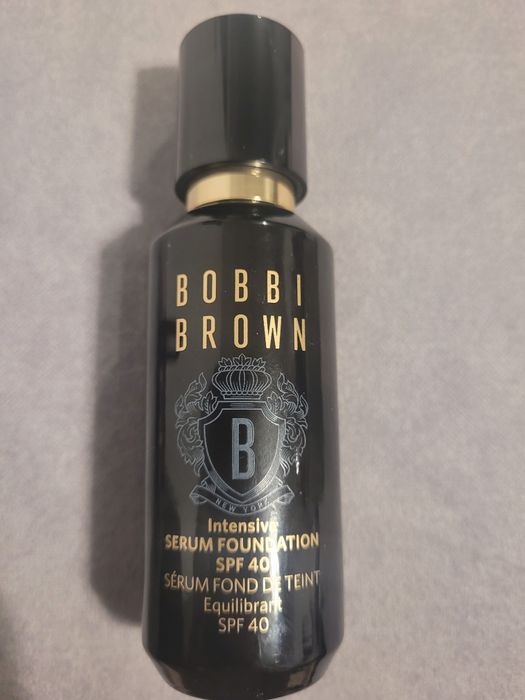 BOBBI
BROWN
B
NEW YORK
Intensive
SERUM FOUNDATION
SPF 40
SÉRUM FOND DE TEINT
Equilibrant
SPF 40